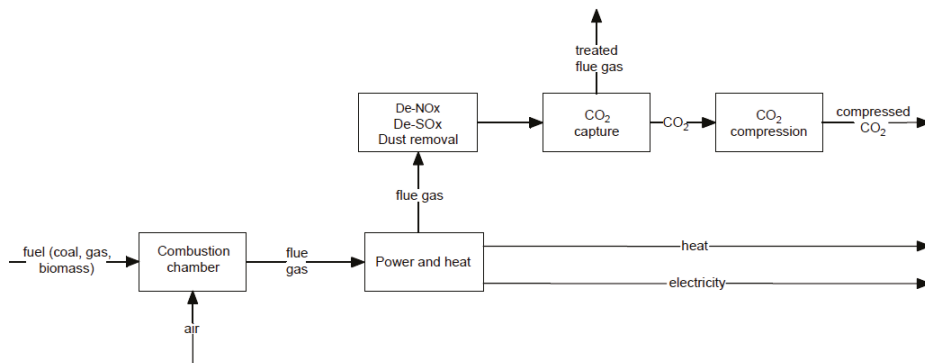 treated
flue gas
De-NOx
De-SOx
Dust removal
CO₂
capture
CO₂
CO₂
compression
compressed
CO₂
flue gas
fuel (coal, gas,
biomass)
Combustion
chamber
flue
gas
Power and heat
heat
electricity
air